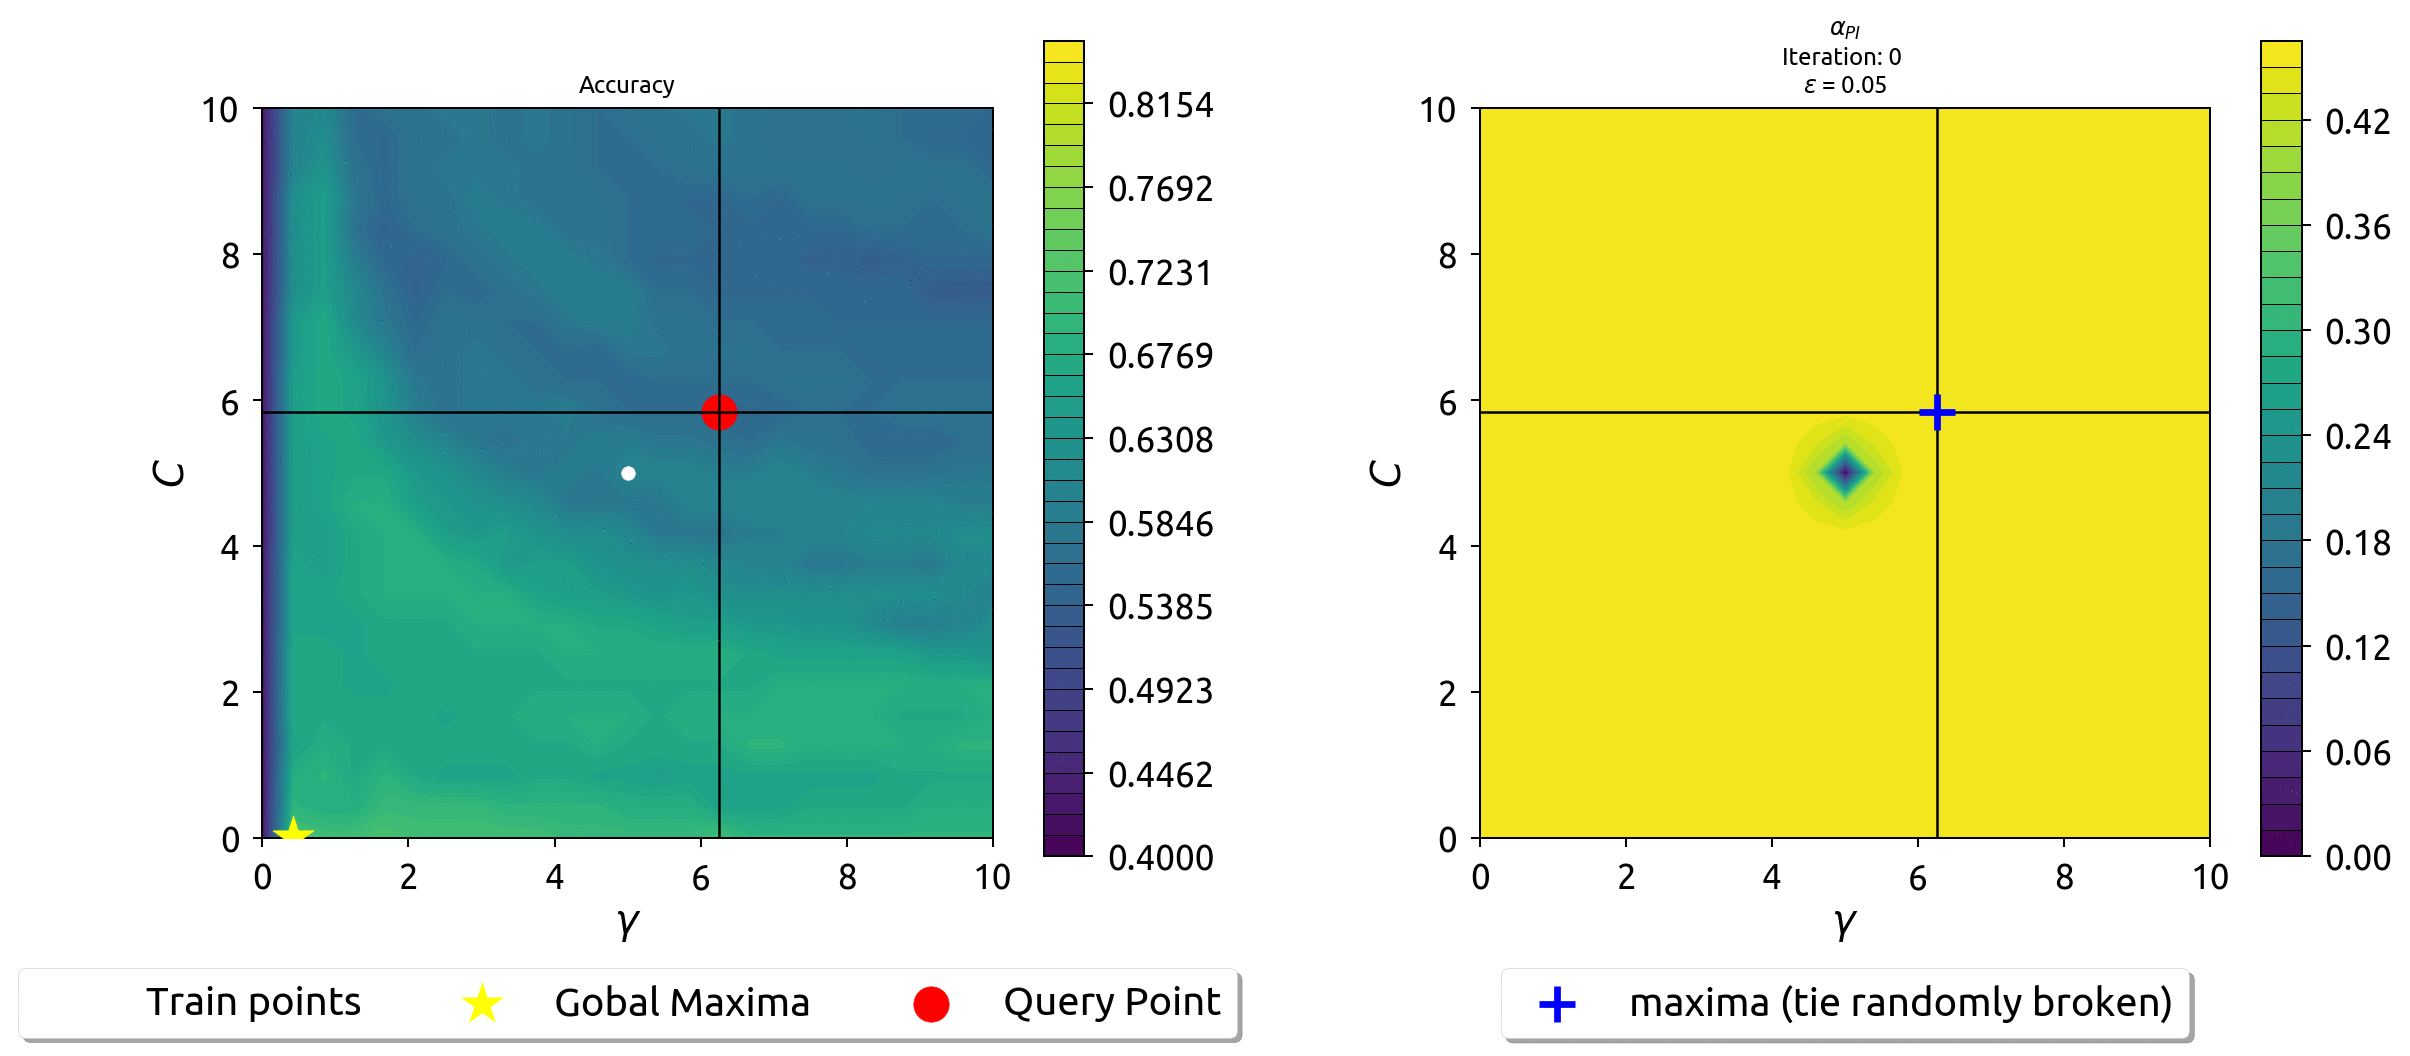 Accuracy
10
8
6
4
2
0
C
0 2 4 6 8 10
γ
0.8154
0.7692
0.7231
0.6769
0.6308
0.5846
0.5385
0.4923
0.4462
0.4000
Train points Gobal Maxima Query Point
α_PI
Iteration: 0
ε = 0.05
10
8
6
4
2
0
C
0 2 4 6 8 10
γ
0.42
0.36
0.30
0.24
0.18
0.12
0.06
0.00
maxima (tie randomly broken)